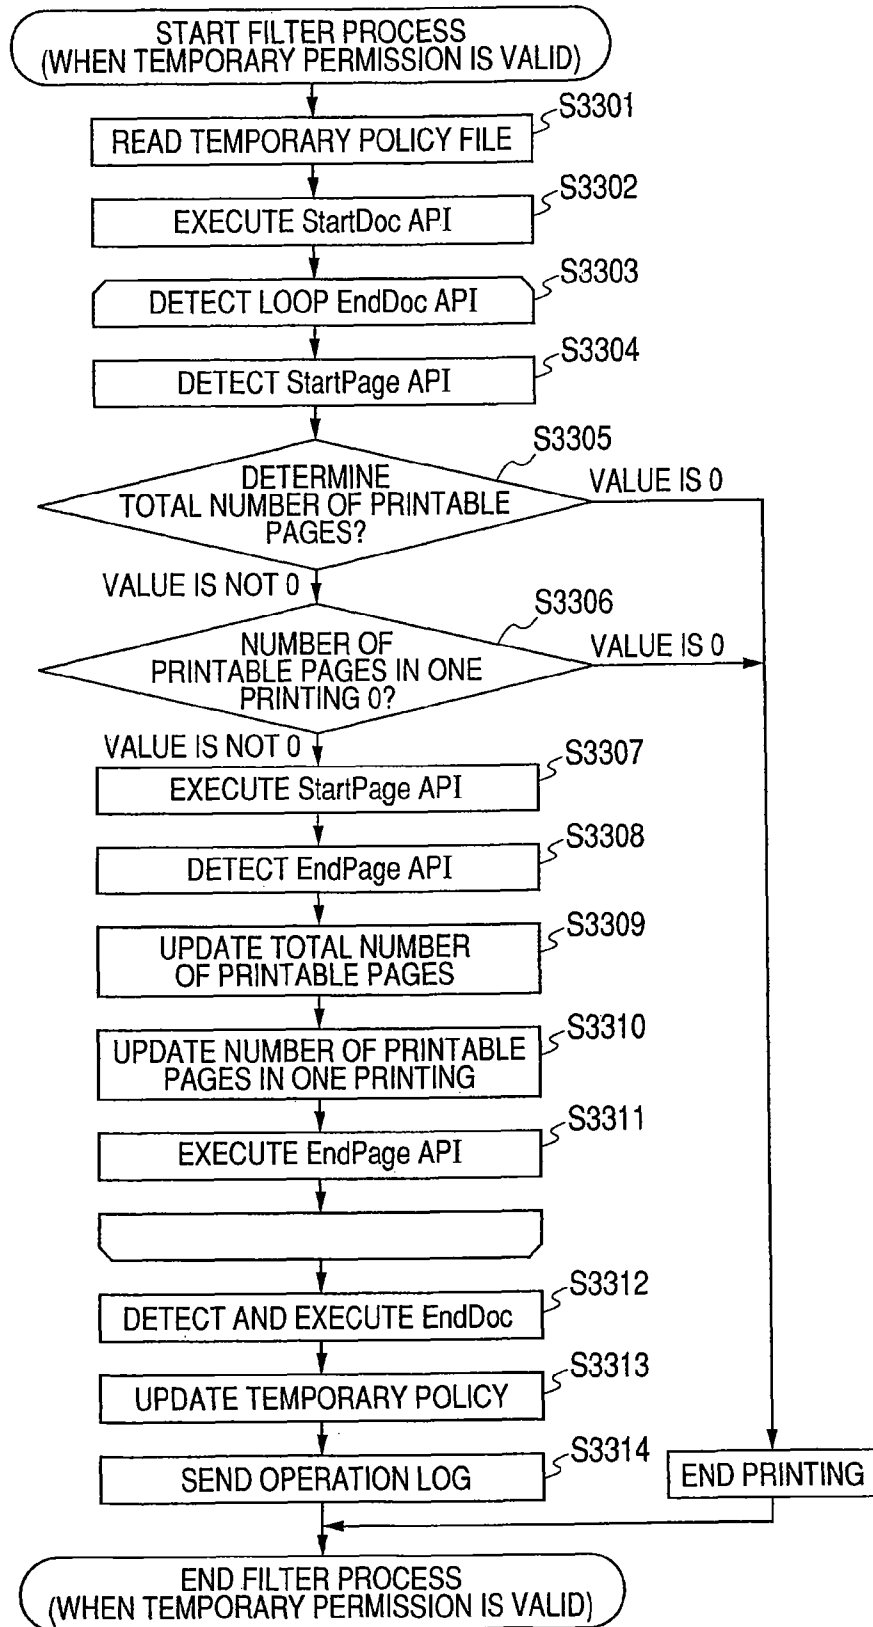 START FILTER PROCESS
(WHEN TEMPORARY PERMISSION IS VALID)
S3301
READ TEMPORARY POLICY FILE
S3302
EXECUTE StartDoc API
S3303
DETECT LOOP EndDoc API
S3304
DETECT StartPage API
S3305
DETERMINE
TOTAL NUMBER OF PRINTABLE
PAGES?
VALUE IS 0
VALUE IS NOT 0
S3306
NUMBER OF
PRINTABLE PAGES IN ONE
PRINTING 0?
VALUE IS 0
VALUE IS NOT 0
S3307
EXECUTE StartPage API
S3308
DETECT EndPage API
S3309
UPDATE TOTAL NUMBER
OF PRINTABLE PAGES
S3310
UPDATE NUMBER OF PRINTABLE
PAGES IN ONE PRINTING
S3311
EXECUTE EndPage API
S3312
DETECT AND EXECUTE EndDoc
S3313
UPDATE TEMPORARY POLICY
S3314
SEND OPERATION LOG
END PRINTING
END FILTER PROCESS
(WHEN TEMPORARY PERMISSION IS VALID)